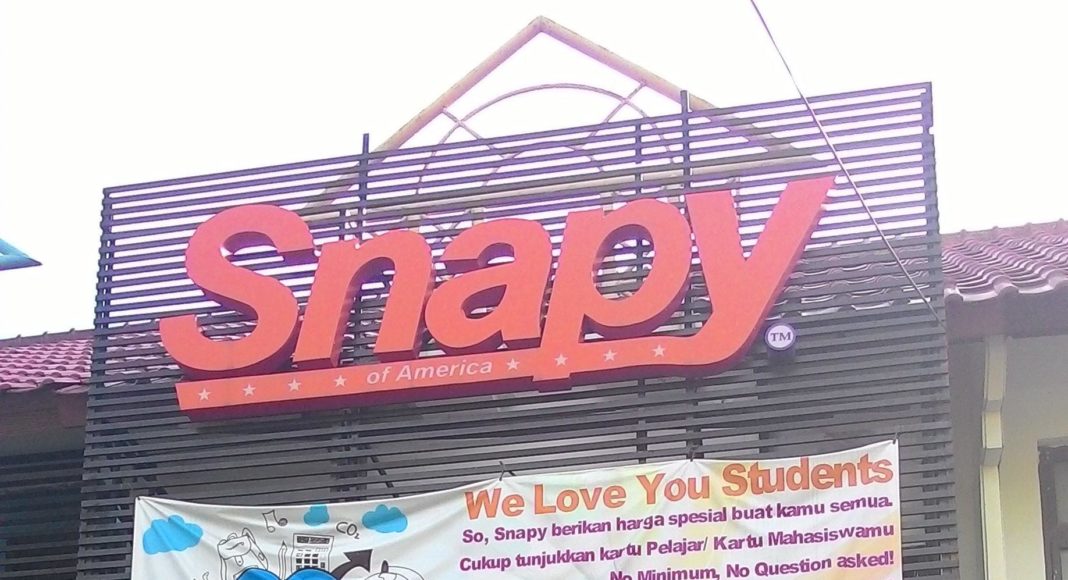 Snapy
TM
★ ★ ★ ★ of America ★ ★ ★ ★
CO₂
We Love You Students
So, Snapy berikan harga spesial buat kamu semua.
Cukup tunjukkan kartu Pelajar/ Kartu Mahasiswamu
No Minimum, No Question asked!